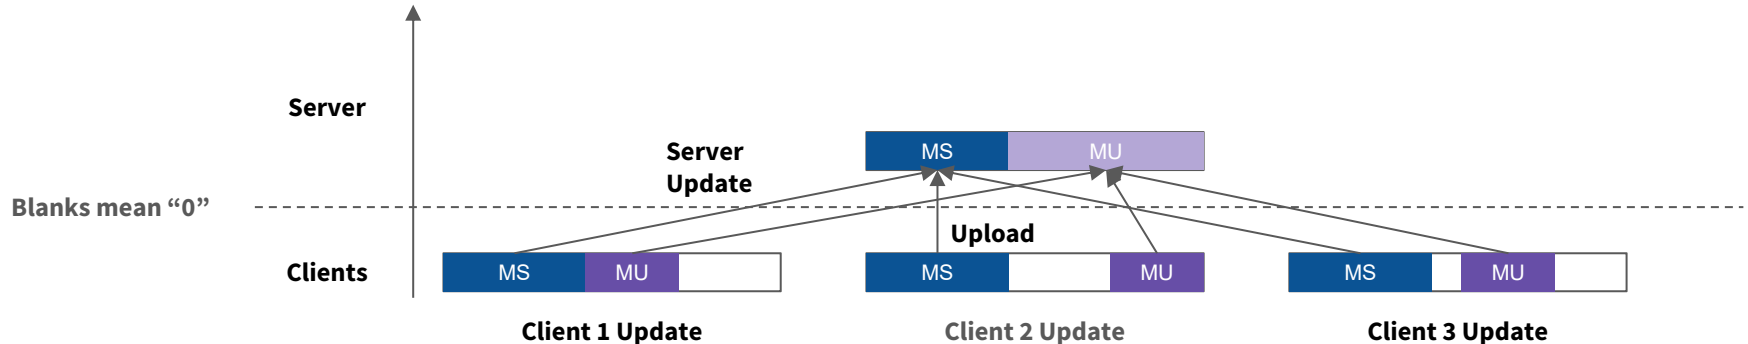 Server
MS
MU
Server
Update
Blanks mean “0”
Upload
Clients
MS
MU
MS
MU
MS
MU
Client 1 Update
Client 2 Update
Client 3 Update